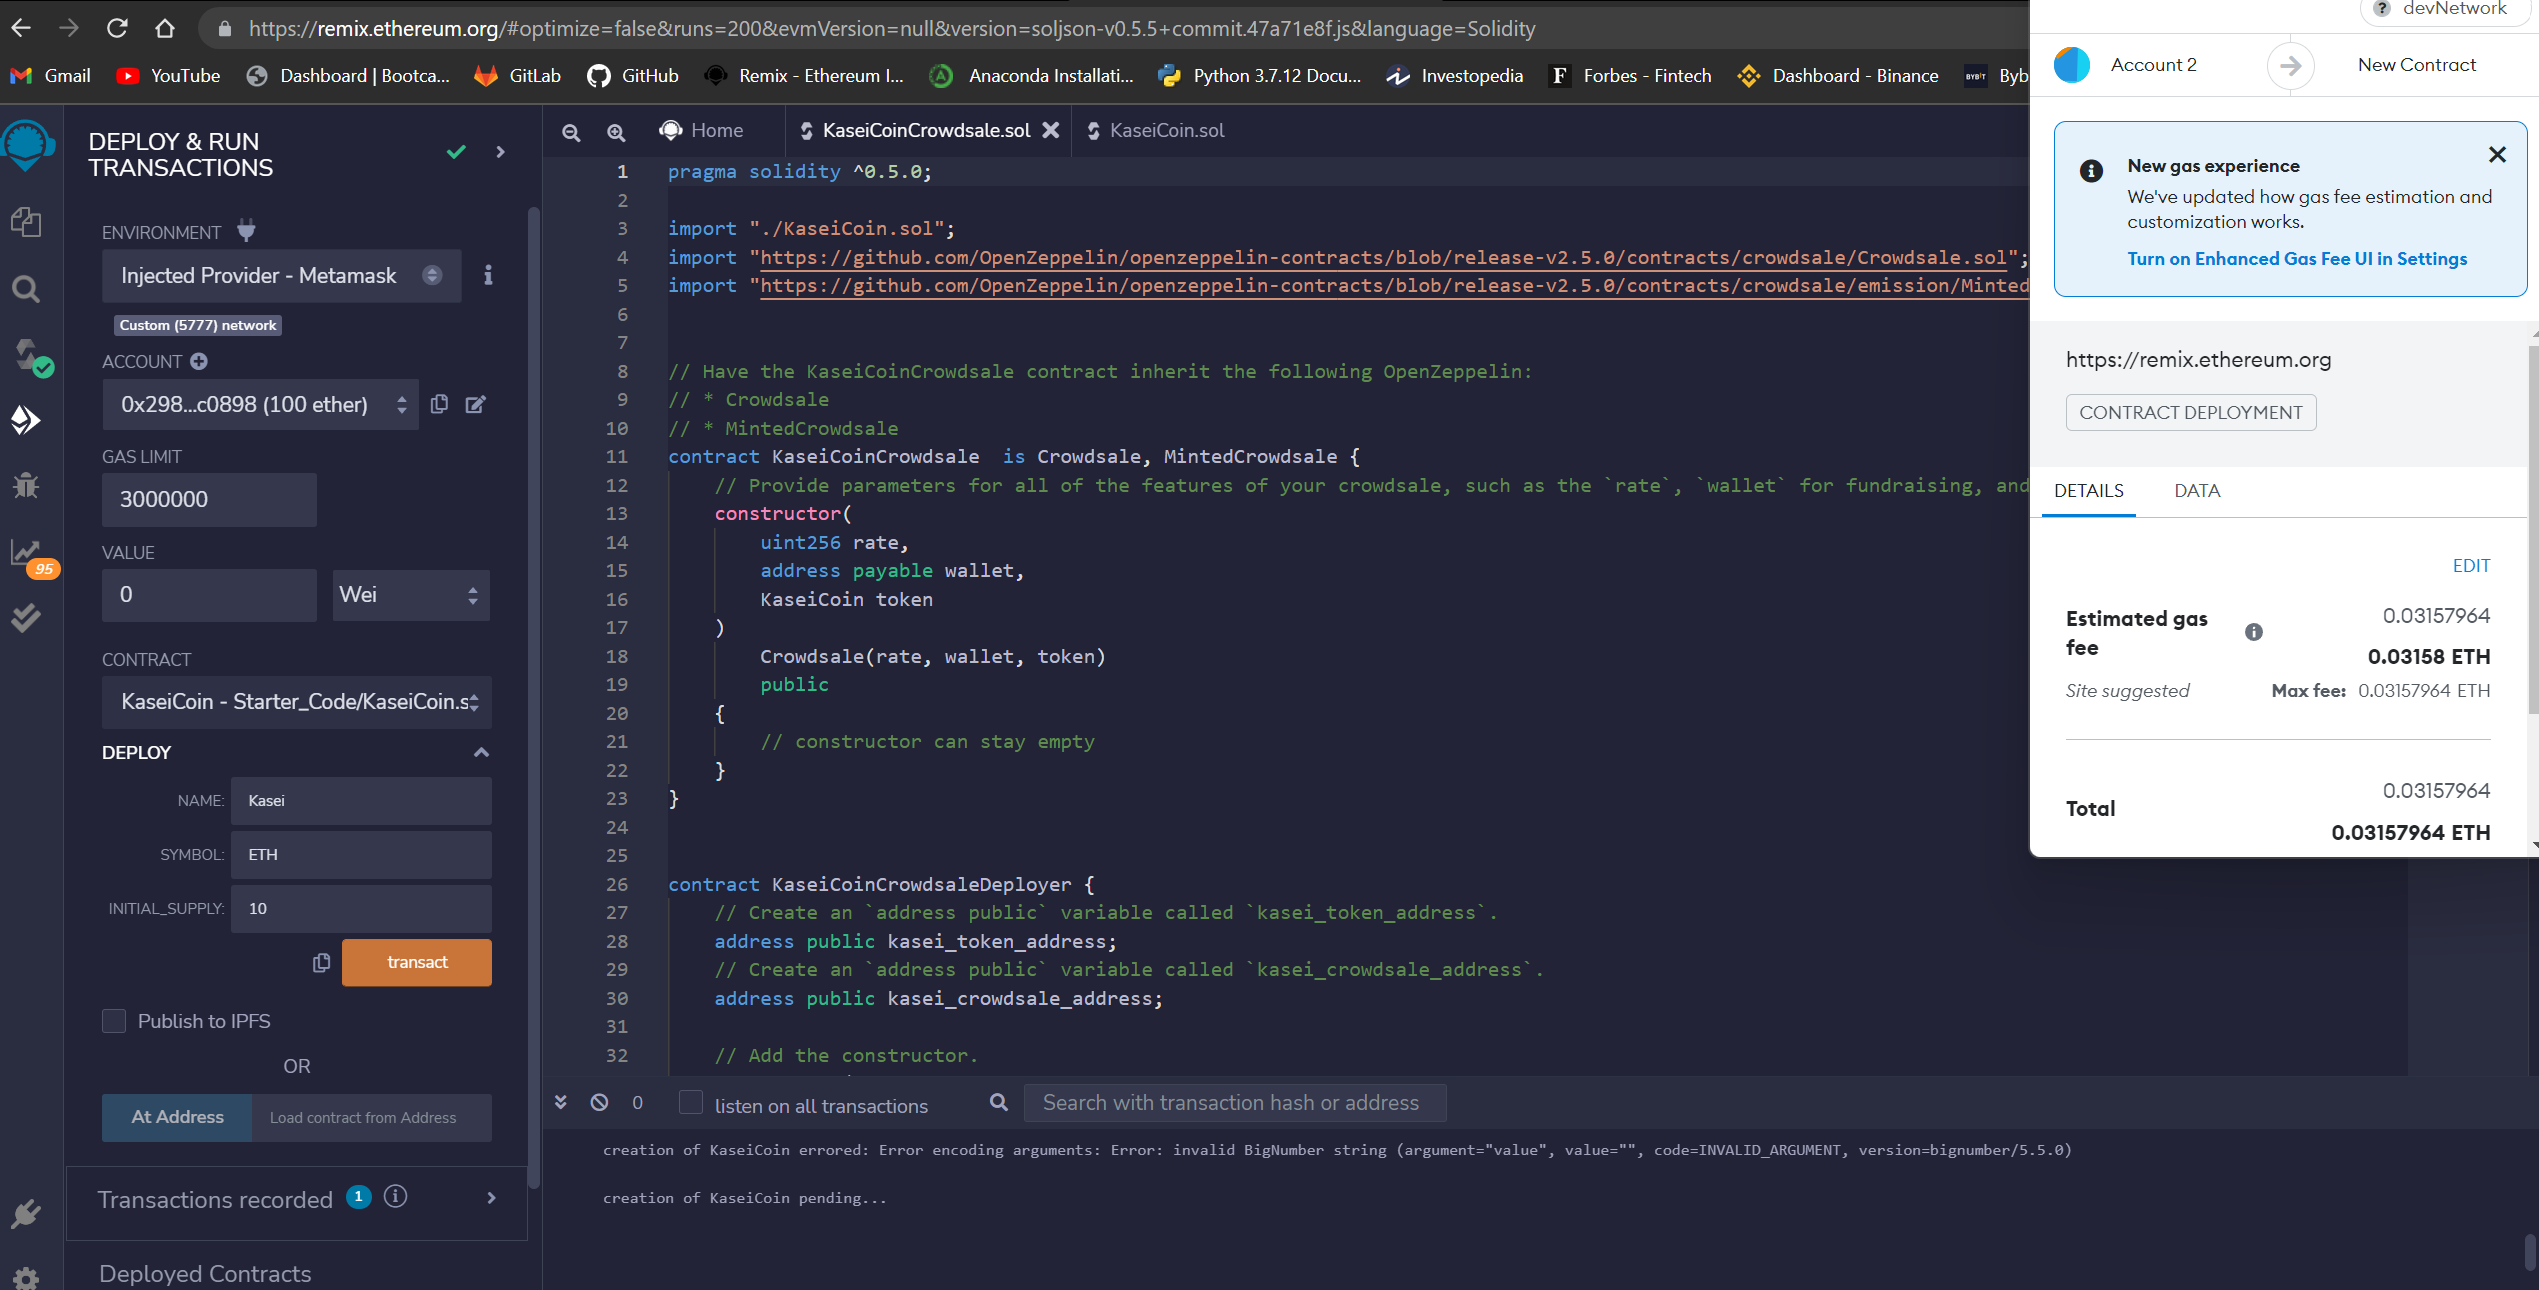 https://remix.ethereum.org/#optimize=false&runs=200&evmVersion=null&version=soljson-v0.5.5+commit.47a71e8f.js&language=Solidity
Gmail
YouTube
Dashboard | Bootca...
GitLab
GitHub
Remix - Ethereum I...
Anaconda Installati...
Python 3.7.12 Docu...
Investopedia
F Forbes - Fintech
Dashboard - Binance
BYBIT Byb
DEPLOY & RUN
TRANSACTIONS
ENVIRONMENT
Injected Provider - Metamask
Custom (5777) network
ACCOUNT
0x298...c0898 (100 ether)
GAS LIMIT
3000000
VALUE
0
Wei
CONTRACT
KaseiCoin - Starter_Code/KaseiCoin.s
DEPLOY
NAME: Kasei
SYMBOL: ETH
INITIAL_SUPPLY: 10
transact
Publish to IPFS
OR
At Address
Load contract from Address
Transactions recorded 1 i
Deployed Contracts
95
Home
KaseiCoinCrowdsale.sol
KaseiCoin.sol
1 pragma solidity ^0.5.0;
2
3 import "./KaseiCoin.sol";
4 import "https://github.com/OpenZeppelin/openzeppelin-contracts/blob/release-v2.5.0/contracts/crowdsale/Crowdsale.sol";
5 import "https://github.com/OpenZeppelin/openzeppelin-contracts/blob/release-v2.5.0/contracts/crowdsale/emission/Minted
6
7
8 // Have the KaseiCoinCrowdsale contract inherit the following OpenZeppelin:
9 // * Crowdsale
10 // * MintedCrowdsale
11 contract KaseiCoinCrowdsale  is Crowdsale, MintedCrowdsale {
12 // Provide parameters for all of the features of your crowdsale, such as the `rate`, `wallet` for fundraising, and
13 constructor(
14 uint256 rate,
15 address payable wallet,
16 KaseiCoin token
17 )
18 Crowdsale(rate, wallet, token)
19 public
20 {
21 // constructor can stay empty
22 }
23 }
24
25
26 contract KaseiCoinCrowdsaleDeployer {
27 // Create an `address public` variable called `kasei_token_address`.
28 address public kasei_token_address;
29 // Create an `address public` variable called `kasei_crowdsale_address`.
30 address public kasei_crowdsale_address;
31
32 // Add the constructor.
0
listen on all transactions
Search with transaction hash or address
creation of KaseiCoin errored: Error encoding arguments: Error: invalid BigNumber string (argument="value", value="", code=INVALID_ARGUMENT, version=bignumber/5.5.0)
creation of KaseiCoin pending...
? devNetwork
Account 2
New Contract
New gas experience
We've updated how gas fee estimation and
customization works.
Turn on Enhanced Gas Fee UI in Settings
https://remix.ethereum.org
CONTRACT DEPLOYMENT
DETAILS
DATA
EDIT
Estimated gas
fee
0.03157964
0.03158 ETH
Site suggested
Max fee: 0.03157964 ETH
Total
0.03157964
0.03157964 ETH